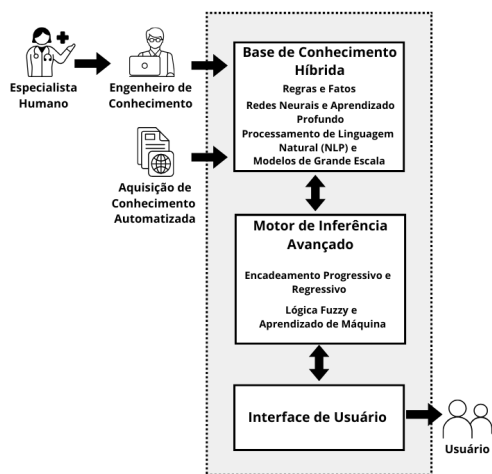 Especialista
Humano
Engenheiro de
Conhecimento
Aquisição de
Conhecimento
Automatizada
Base de Conhecimento
Híbrida
Regras e Fatos
Redes Neurais e Aprendizado
Profundo
Processamento de Linguagem
Natural (NLP) e
Modelos de Grande Escala
Motor de Inferência
Avançado
Encadeamento Progressivo e
Regressivo
Lógica Fuzzy e
Aprendizado de Máquina
Interface de Usuário
Usuário